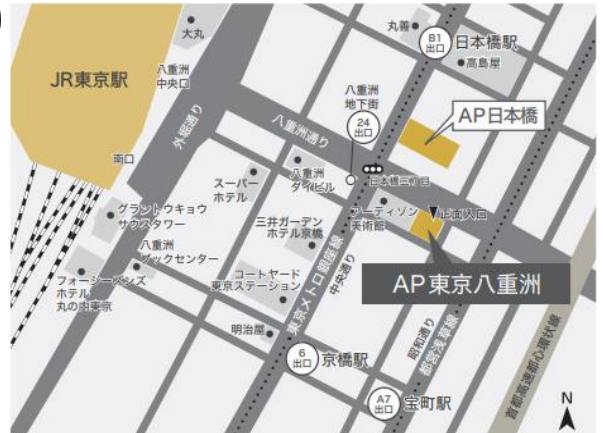 大丸
丸善
B1
出口
日本橋駅
高島屋
JR東京駅
八重洲
中央口
八重洲
地下街
24
出口
AP日本橋
外堀通り
八重洲通り
南口
日本橋三丁目
スーパー
ホテル
八重洲
ダイビル
アーティゾン
美術館
正面入口
グラントウキョウ
サウスタワー
三井ガーデン
ホテル京橋
八重洲
ブックセンター
フォーシーズンズ
ホテル
丸の内東京
コートヤード
東京ステーション
東京メトロ銀座線
中央通り
AP東京八重洲
明治屋
6
出口
京橋駅
昭和通り
都営浅草線
首都高速都心環状線
A7
出口
宝町駅
N